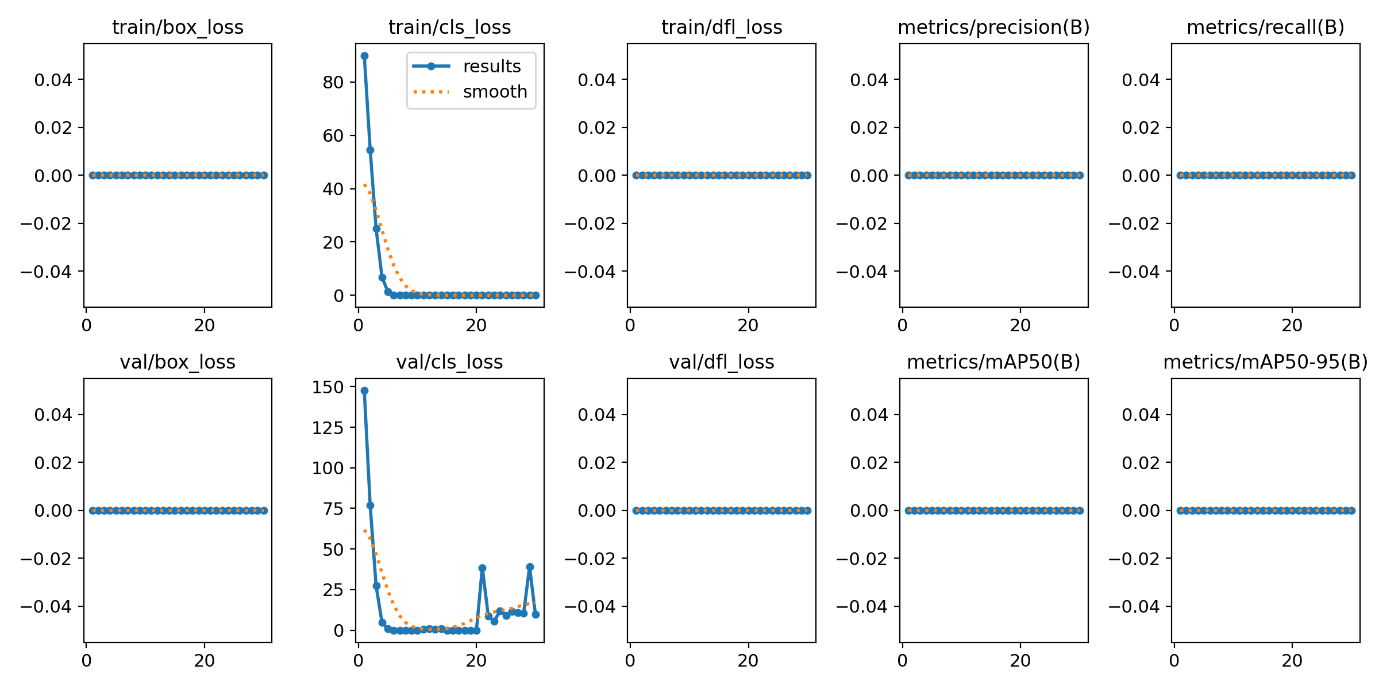 train/box_loss train/cls_loss train/dfl_loss metrics/precision(B) metrics/recall(B)
results
smooth
0.04 80 0.04 0.04 0.04
0.02 60 0.02 0.02 0.02
0.00 40 0.00 0.00 0.00
−0.02 20 −0.02 −0.02 −0.02
−0.04 0 −0.04 −0.04 −0.04
0 20 0 20 0 20 0 20 0 20
val/box_loss val/cls_loss val/dfl_loss metrics/mAP50(B) metrics/mAP50-95(B)
150
0.04 125 0.04 0.04 0.04
0.02 100 0.02 0.02 0.02
0.00 75 0.00 0.00 0.00
−0.02 50 −0.02 −0.02 −0.02
−0.04 25 −0.04 −0.04 −0.04
0
0 20 0 20 0 20 0 20 0 20